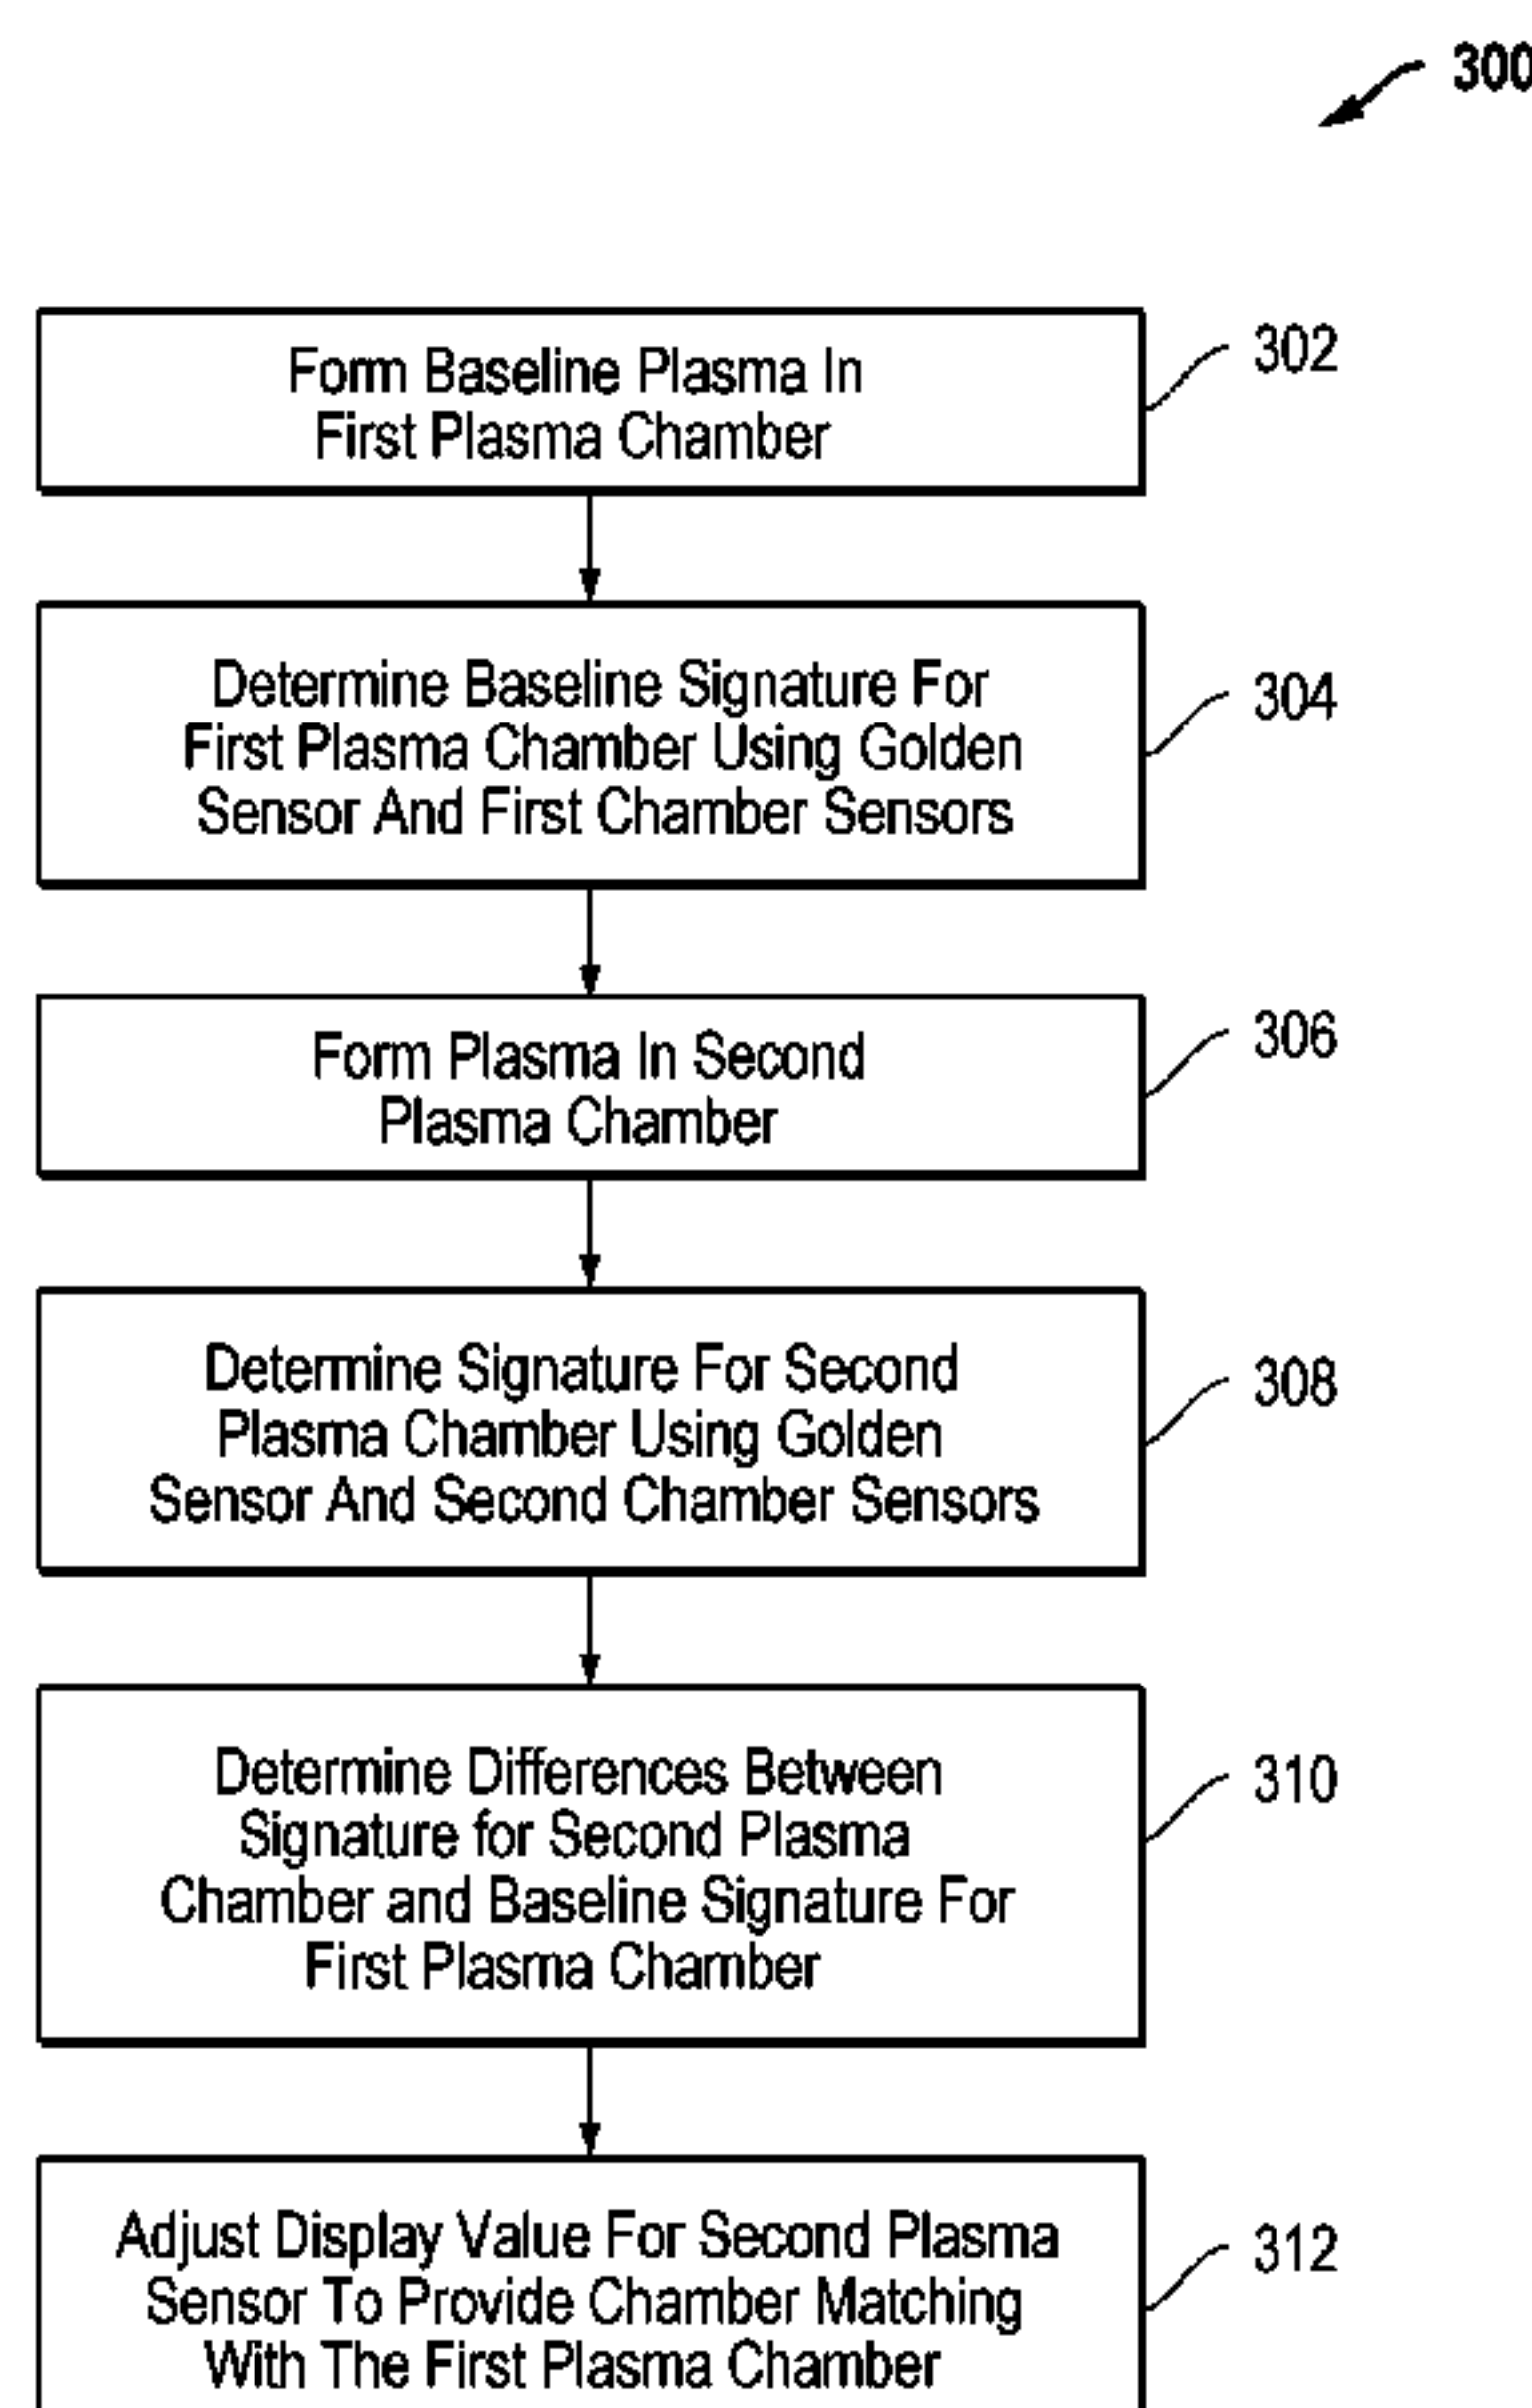 300
Form Baseline Plasma In
First Plasma Chamber
302
Determine Baseline Signature For
First Plasma Chamber Using Golden
Sensor And First Chamber Sensors
304
Form Plasma In Second
Plasma Chamber
306
Determine Signature For Second
Plasma Chamber Using Golden
Sensor And Second Chamber Sensors
308
Determine Differences Between
Signature for Second Plasma
Chamber and Baseline Signature For
First Plasma Chamber
310
Adjust Display Value For Second Plasma
Sensor To Provide Chamber Matching
With The First Plasma Chamber
312